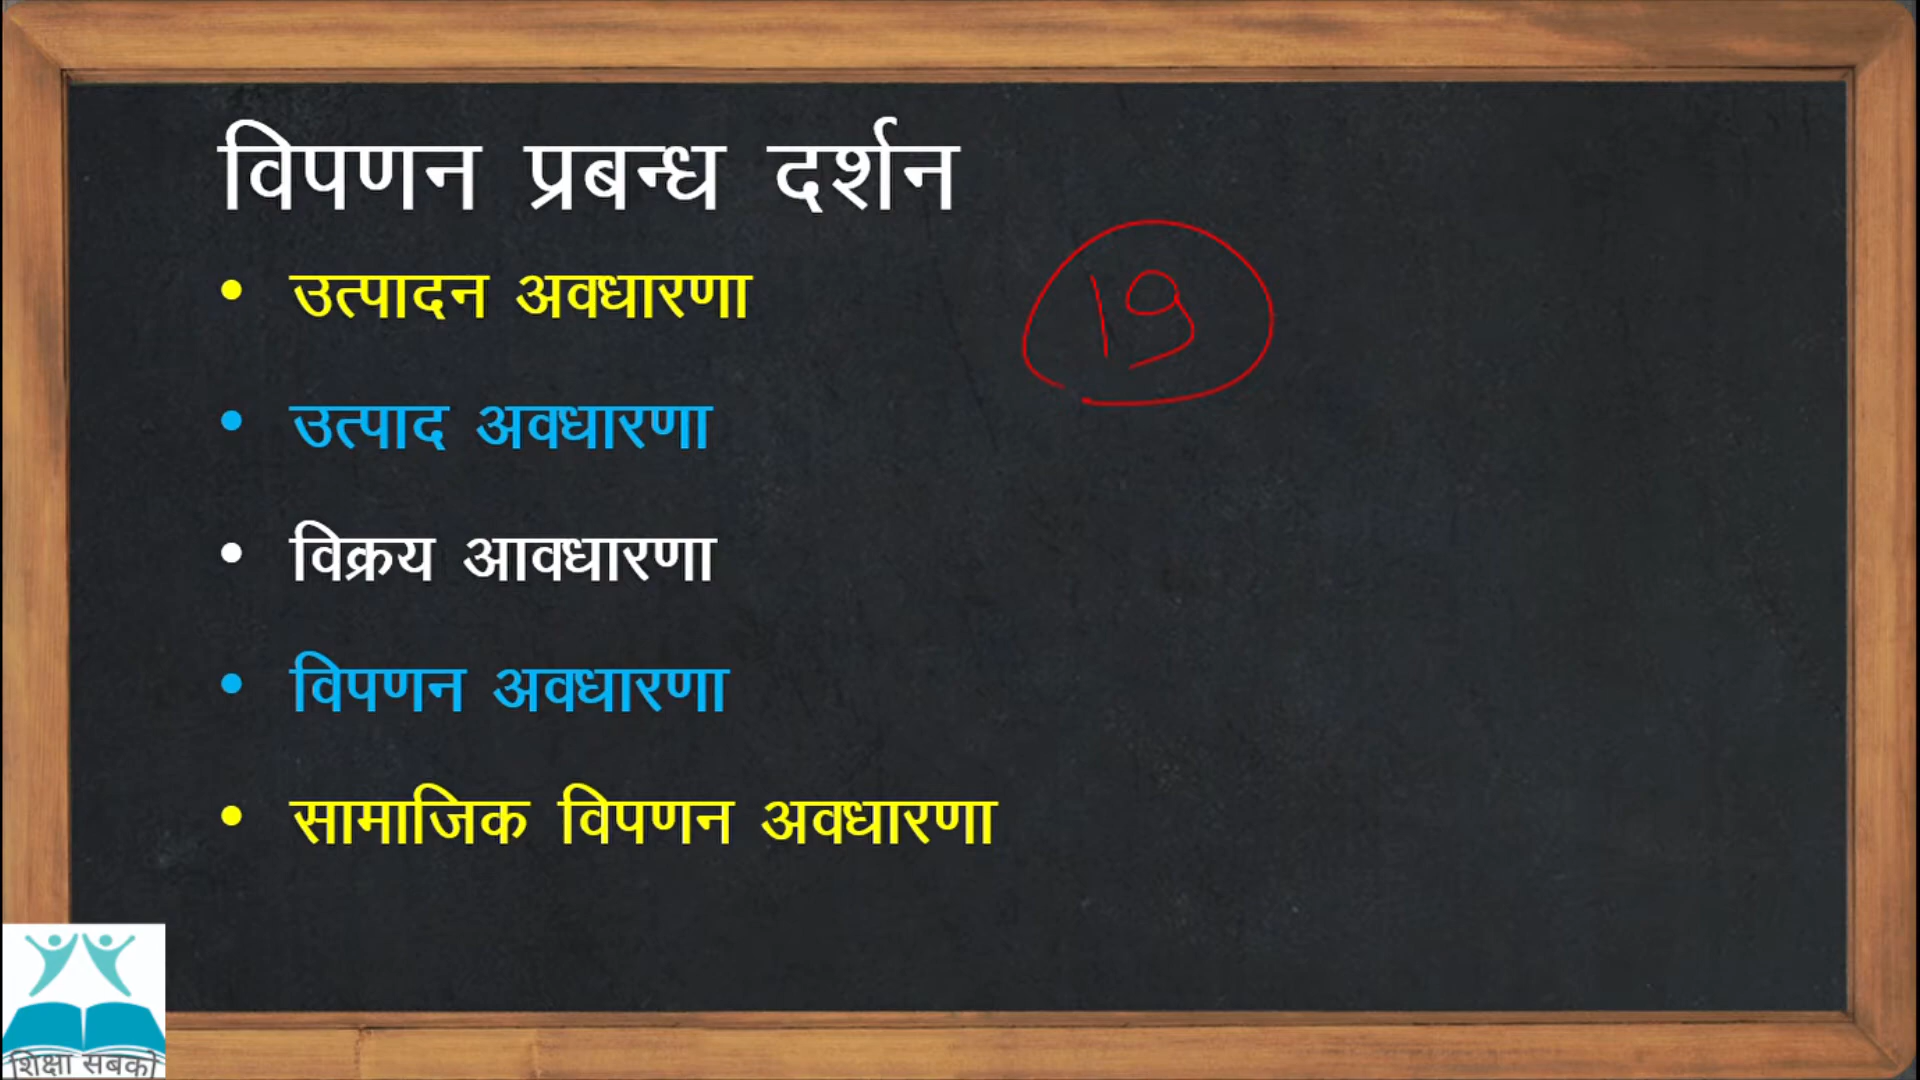 विपणन प्रबन्ध दर्शन
• उत्पादन अवधारणा
19
• उत्पाद अवधारणा
• विक्रय आवधारणा
• विपणन अवधारणा
• सामाजिक विपणन अवधारणा
शिक्षा सबको